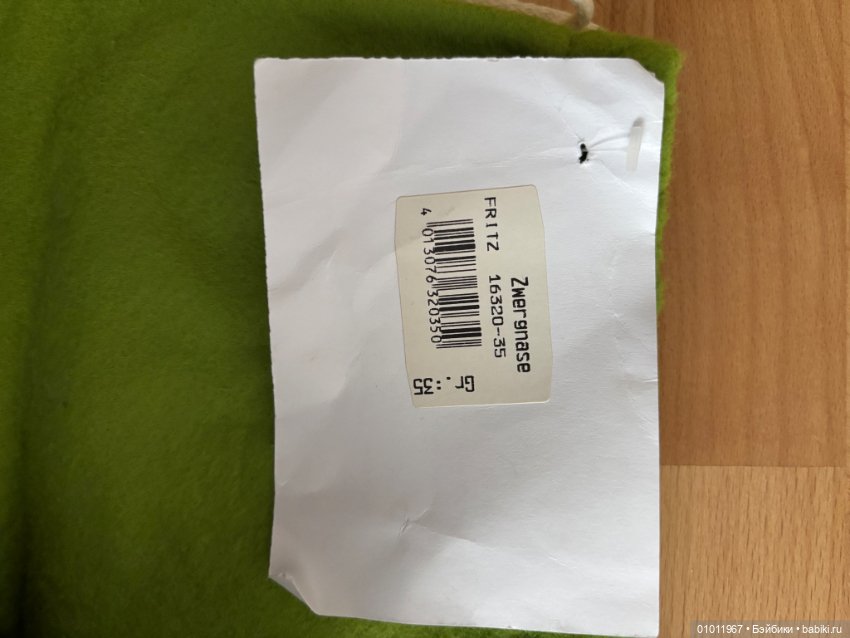 Zwergnase
FRITZ 16320-35
4 013076 320350
Gr.: 35
01011967 • Бэйбики • babiki.ru